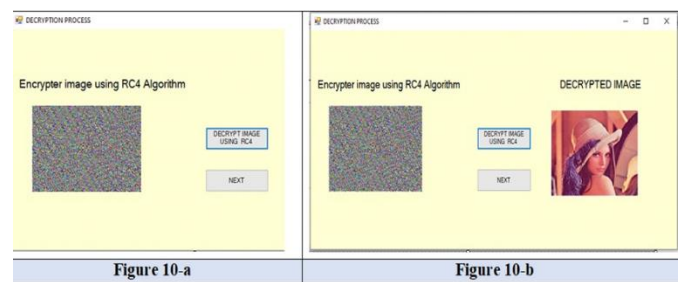 DECRYPTION PROCESS
Encrypter image using RC4 Algorithm
DECRYPT IMAGE
USING RC4
NEXT
Figure 10-a
DECRYPTION PROCESS
Encrypter image using RC4 Algorithm
DECRYPTED IMAGE
DECRYPT IMAGE
USING RC4
NEXT
Figure 10-b